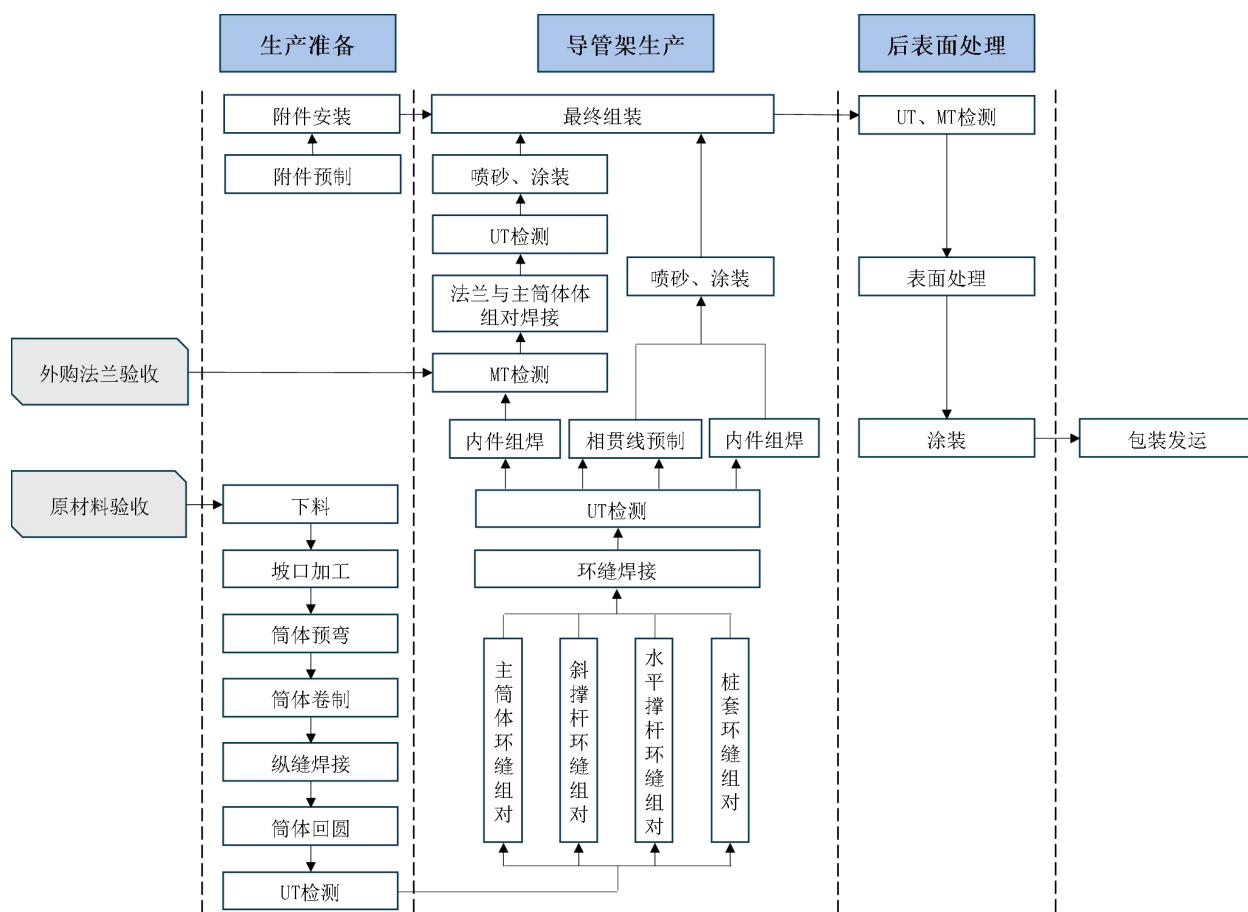 生产准备
导管架生产
后表面处理
附件安装
最终组装
UT、MT检测
附件预制
喷砂、涂装
UT检测
喷砂、涂装
表面处理
法兰与主筒体体
组对焊接
外购法兰验收
MT检测
内件组焊
相贯线预制
内件组焊
涂装
包装发运
原材料验收
下料
UT检测
坡口加工
环缝焊接
筒体预弯
筒体卷制
纵缝焊接
筒体回圆
UT检测
主筒体环缝组对
斜撑杆环缝组对
水平撑杆环缝组对
桩套环缝组对